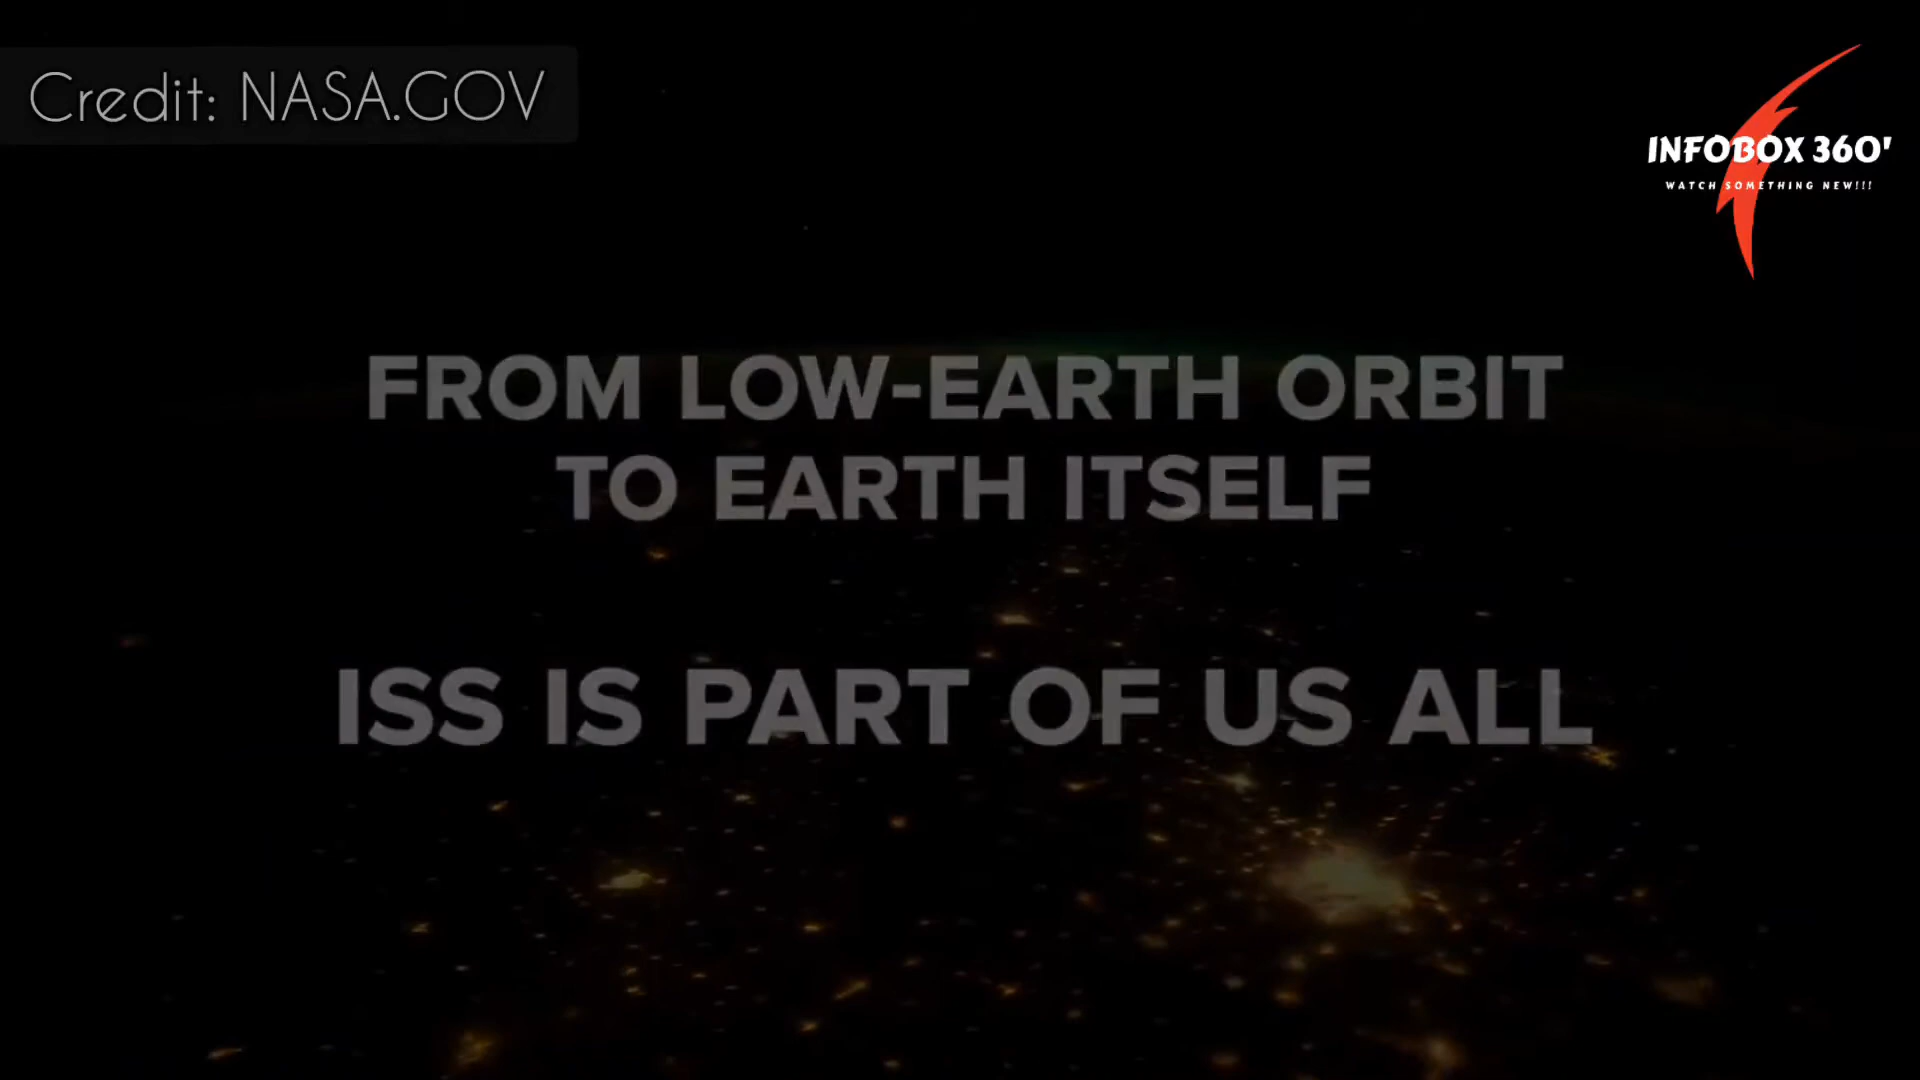 Credit: NASA.GOV
INFOBOX 360'
WATCH SOMETHING NEW!!!
FROM LOW-EARTH ORBIT
TO EARTH ITSELF
ISS IS PART OF US ALL